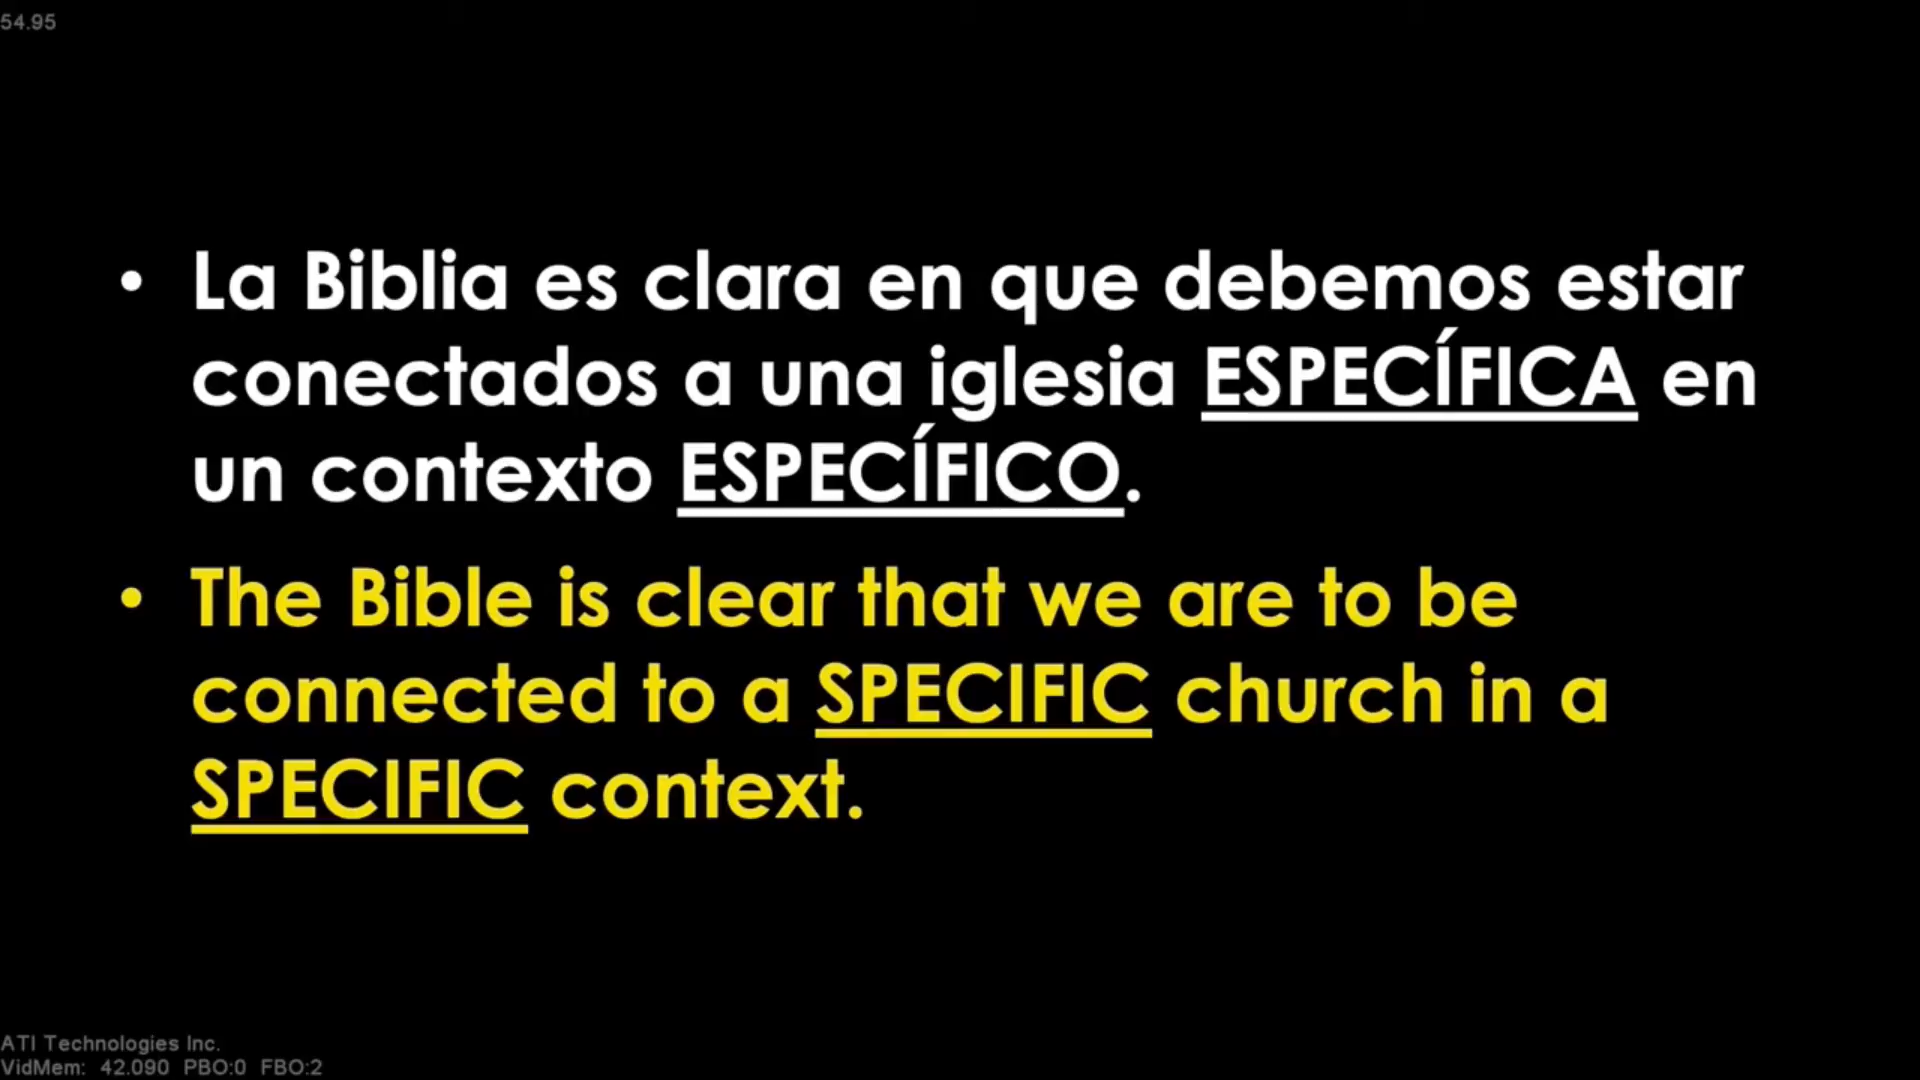 54.95
• La Biblia es clara en que debemos estar
conectados a una iglesia ESPECÍFICA en
un contexto ESPECÍFICO.
• The Bible is clear that we are to be
connected to a SPECIFIC church in a
SPECIFIC context.
ATI Technologies Inc.
VidMem: 42.090 PBO:0 FBO:2